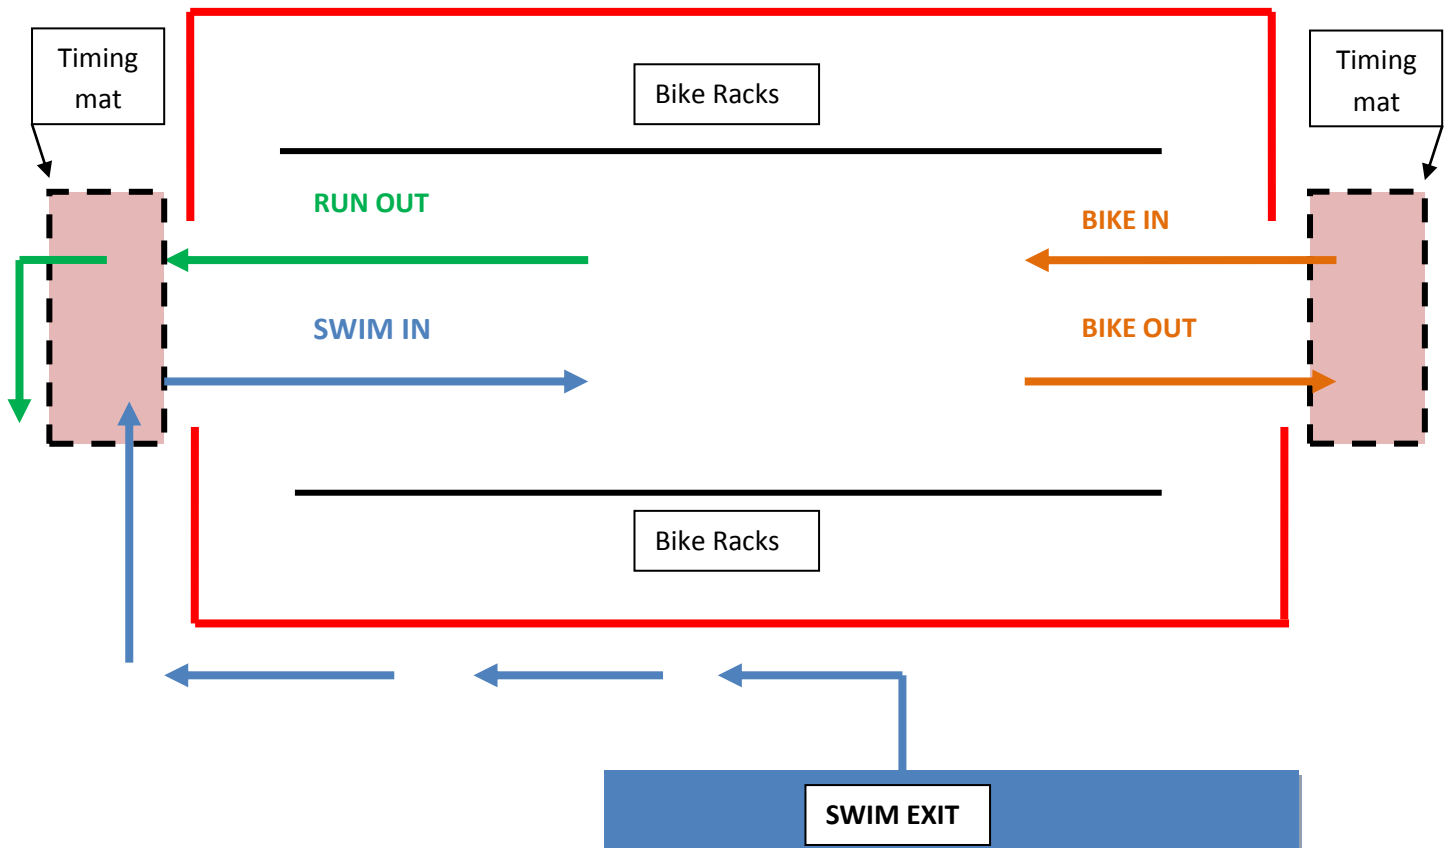 Timing
mat
Bike Racks
Timing
mat
RUN OUT
BIKE IN
SWIM IN
BIKE OUT
Bike Racks
SWIM EXIT